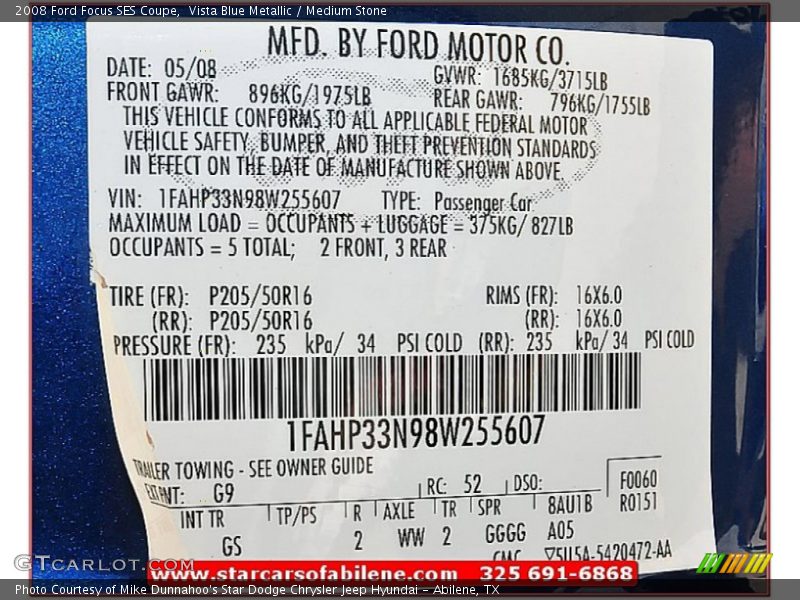 2008 Ford Focus SES Coupe, Vista Blue Metallic / Medium Stone
MFD. BY FORD MOTOR CO.
DATE: 05/08 GVWR: 1685KG/3715LB
FRONT GAWR: 896KG/1975LB REAR GAWR: 796KG/1755LB
THIS VEHICLE CONFORMS TO ALL APPLICABLE FEDERAL MOTOR
VEHICLE SAFETY, BUMPER, AND THEFT PREVENTION STANDARDS
IN EFFECT ON THE DATE OF MANUFACTURE SHOWN ABOVE.
VIN: 1FAHP33N98W255607 TYPE: Passenger Car
MAXIMUM LOAD = OCCUPANTS + LUGGAGE = 375KG/ 827LB
OCCUPANTS = 5 TOTAL; 2 FRONT, 3 REAR
TIRE (FR): P205/50R16 RIMS (FR): 16X6.0
(RR): P205/50R16 (RR): 16X6.0
PRESSURE (FR): 235 kPa/ 34 PSI COLD (RR): 235 kPa/ 34 PSI COLD
1FAHP33N98W255607
TRAILER TOWING - SEE OWNER GUIDE
EXT PNT: G9 RC: 52 DSO: F0060
R0151
INT TR TP/PS R AXLE TR SPR 8AU1B
GS 2 WW 2 GGGG A05
CMC ▽5U5A-5420472-AA
GTcarlot.com
www.starcarsofabilene.com 325 691-6868
Photo Courtesy of Mike Dunnahoo's Star Dodge Chrysler Jeep Hyundai - Abilene, TX